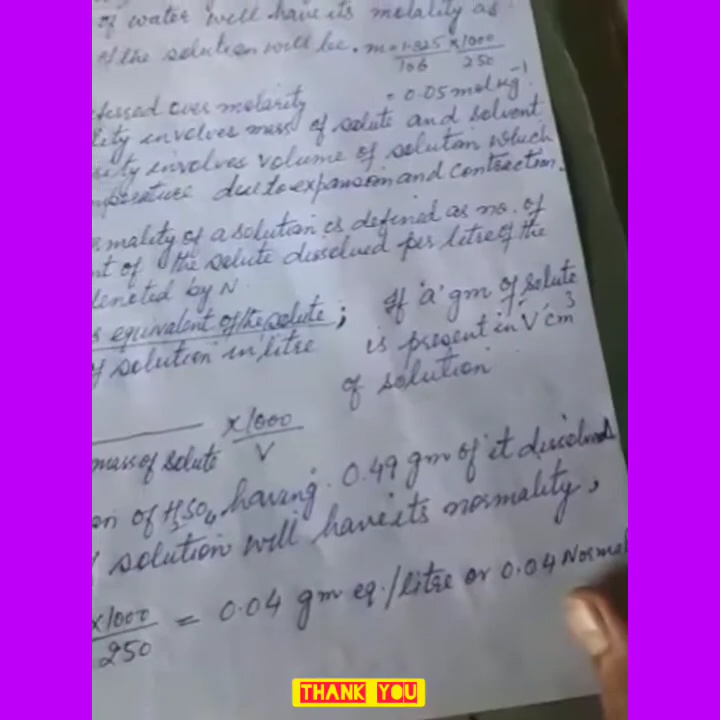 of water will have its molality as
of the solution will be. m = 1.325/106 × 1000/250
= 0.05 mol kg⁻¹
essed over molarity
lity involves mass of solute and solvent
rity involves volume of solution which
mperature due to expansion and contraction.
rmality of a solution is defined as no. of
nt of the solute dissolved per litre of the
denoted by N
s equivalent of the solute ; If 'a' gm of solute
of solution in litre is present in 'V' cm³
of solution
× 1000/V
mass of solute
on of H₂SO₄ having 0.49 gm of it dissolved
solution will have its normality,
× 1000/250 = 0.04 gm eq./litre or 0.04 Normal
THANK YOU